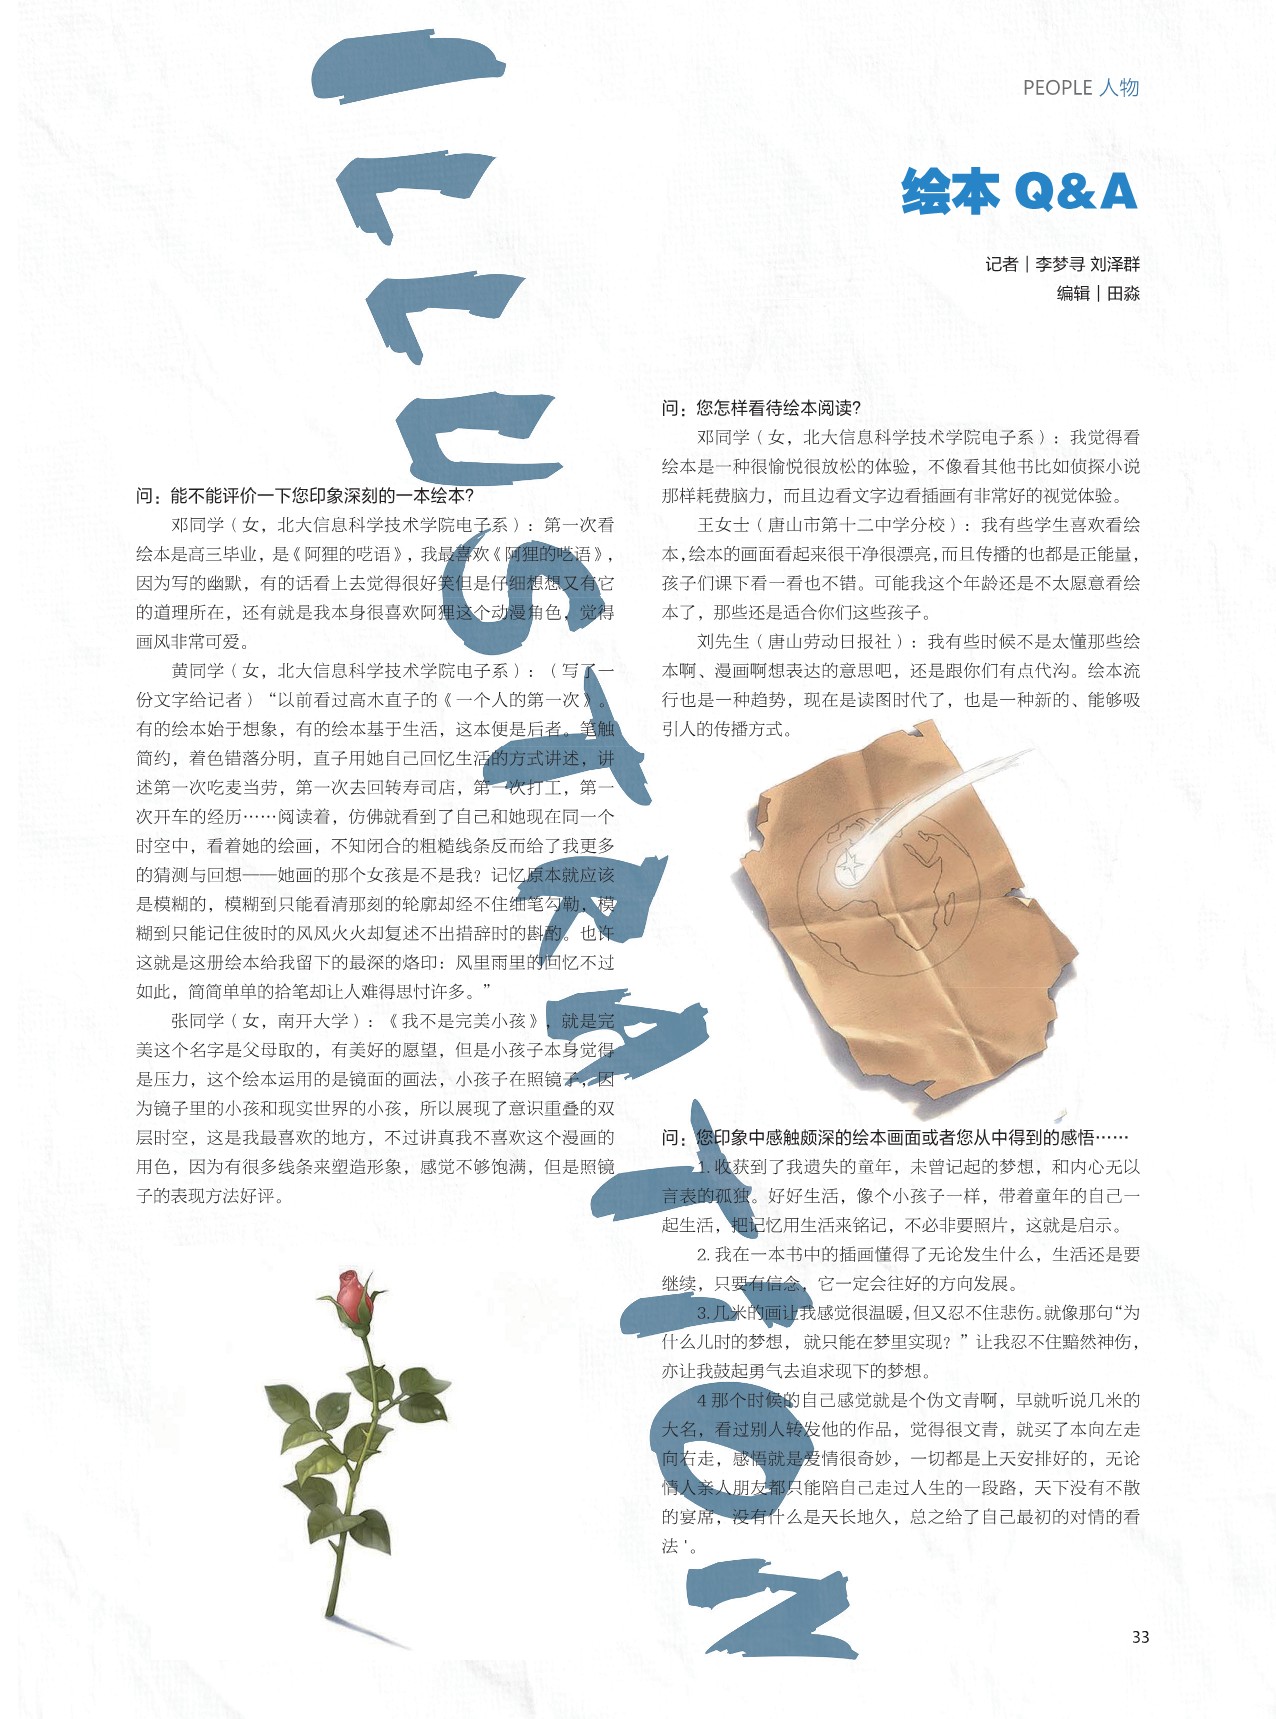 PEOPLE 人物
绘本 Q&A
记者｜李梦寻 刘泽群
编辑｜田淼
ILLUSTRATION
问：能不能评价一下您印象深刻的一本绘本？
邓同学（女，北大信息科学技术学院电子系）：第一次看
绘本是高三毕业，是《阿狸的呓语》，我最喜欢《阿狸的呓语》，
因为写的幽默，有的话看上去觉得很好笑但是仔细想想又有它
的道理所在，还有就是我本身很喜欢阿狸这个动漫角色，觉得
画风非常可爱。
黄同学（女，北大信息科学技术学院电子系）：（写了一
份文字给记者）“以前看过高木直子的《一个人的第一次》。
有的绘本始于想象，有的绘本基于生活，这本便是后者。笔触
简约，着色错落分明，直子用她自己回忆生活的方式讲述，讲
述第一次吃麦当劳，第一次去回转寿司店，第一次打工，第一
次开车的经历……阅读着，仿佛就看到了自己和她现在同一个
时空中，看着她的绘画，不知闭合的粗糙线条反而给了我更多
的猜测与回想——她画的那个女孩是不是我？记忆原本就应该
是模糊的，模糊到只能看清那刻的轮廓却经不住细笔勾勒，模
糊到只能记住彼时的风风火火却复述不出措辞时的斟酌。也许
这就是这册绘本给我留下的最深的烙印：风里雨里的回忆不过
如此，简简单单的拾笔却让人难得思忖许多。”
张同学（女，南开大学）：《我不是完美小孩》，就是完
美这个名字是父母取的，有美好的愿望，但是小孩子本身觉得
是压力，这个绘本运用的是镜面的画法，小孩子在照镜子，因
为镜子里的小孩和现实世界的小孩，所以展现了意识重叠的双
层时空，这是我最喜欢的地方，不过讲真我不喜欢这个漫画的
用色，因为有很多线条来塑造形象，感觉不够饱满，但是照镜
子的表现方法好评。
问：您怎样看待绘本阅读？
邓同学（女，北大信息科学技术学院电子系）：我觉得看
绘本是一种很愉悦很放松的体验，不像看其他书比如侦探小说
那样耗费脑力，而且边看文字边看插画有非常好的视觉体验。
王女士（唐山市第十二中学分校）：我有些学生喜欢看绘
本，绘本的画面看起来很干净很漂亮，而且传播的也都是正能量，
孩子们课下看一看也不错。可能我这个年龄还是不太愿意看绘
本了，那些还是适合你们这些孩子。
刘先生（唐山劳动日报社）：我有些时候不是太懂那些绘
本啊、漫画啊想表达的意思吧，还是跟你们有点代沟。绘本流
行也是一种趋势，现在是读图时代了，也是一种新的、能够吸
引人的传播方式。
问：您印象中感触颇深的绘本画面或者您从中得到的感悟……
1. 收获到了我遗失的童年，未曾记起的梦想，和内心无以
言表的孤独。好好生活，像个小孩子一样，带着童年的自己一
起生活，把记忆用生活来铭记，不必非要照片，这就是启示。
2. 我在一本书中的插画懂得了无论发生什么，生活还是要
继续，只要有信念，它一定会往好的方向发展。
3.几米的画让我感觉很温暖，但又忍不住悲伤。就像那句“为
什么儿时的梦想，就只能在梦里实现？”让我忍不住黯然神伤，
亦让我鼓起勇气去追求现下的梦想。
4 那个时候的自己感觉就是个伪文青啊，早就听说几米的
大名，看过别人转发他的作品，觉得很文青，就买了本向左走
向右走，感悟就是爱情很奇妙，一切都是上天安排好的，无论
情人亲人朋友都只能陪自己走过人生的一段路，天下没有不散
的宴席，没有什么是天长地久，总之给了自己最初的对情的看
法 '。
33